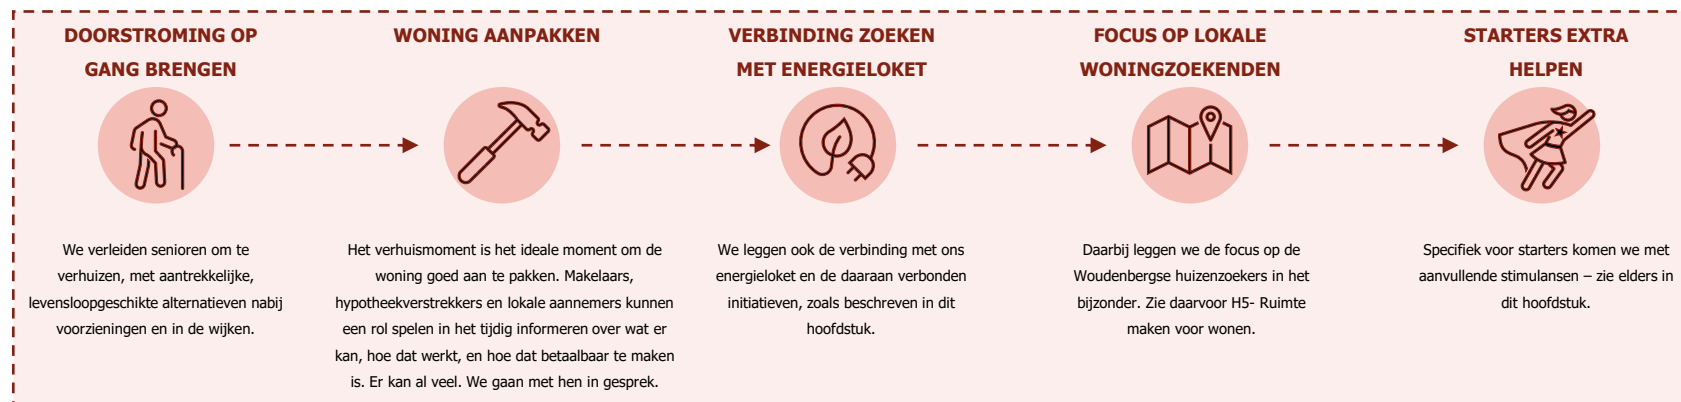 DOORSTROMING OP
GANG BRENGEN
We verleiden senioren om te
verhuizen, met aantrekkelijke,
levensloopgeschikte alternatieven nabij
voorzieningen en in de wijken.
WONING AANPAKKEN
Het verhuismoment is het ideale moment om de
woning goed aan te pakken. Makelaars,
hypotheekverstrekkers en lokale aannemers kunnen
een rol spelen in het tijdig informeren over wat er
kan, hoe dat werkt, en hoe dat betaalbaar te maken
is. Er kan al veel. We gaan met hen in gesprek.
VERBINDING ZOEKEN
MET ENERGIELOKET
We leggen ook de verbinding met ons
energieloket en de daaraan verbonden
initiatieven, zoals beschreven in dit
hoofdstuk.
FOCUS OP LOKALE
WONINGZOEKENDEN
Daarbij leggen we de focus op de
Woudenbergse huizenzoekers in het
bijzonder. Zie daarvoor H5- Ruimte
maken voor wonen.
STARTERS EXTRA
HELPEN
Specifiek voor starters komen we met
aanvullende stimulansen – zie elders in
dit hoofdstuk.